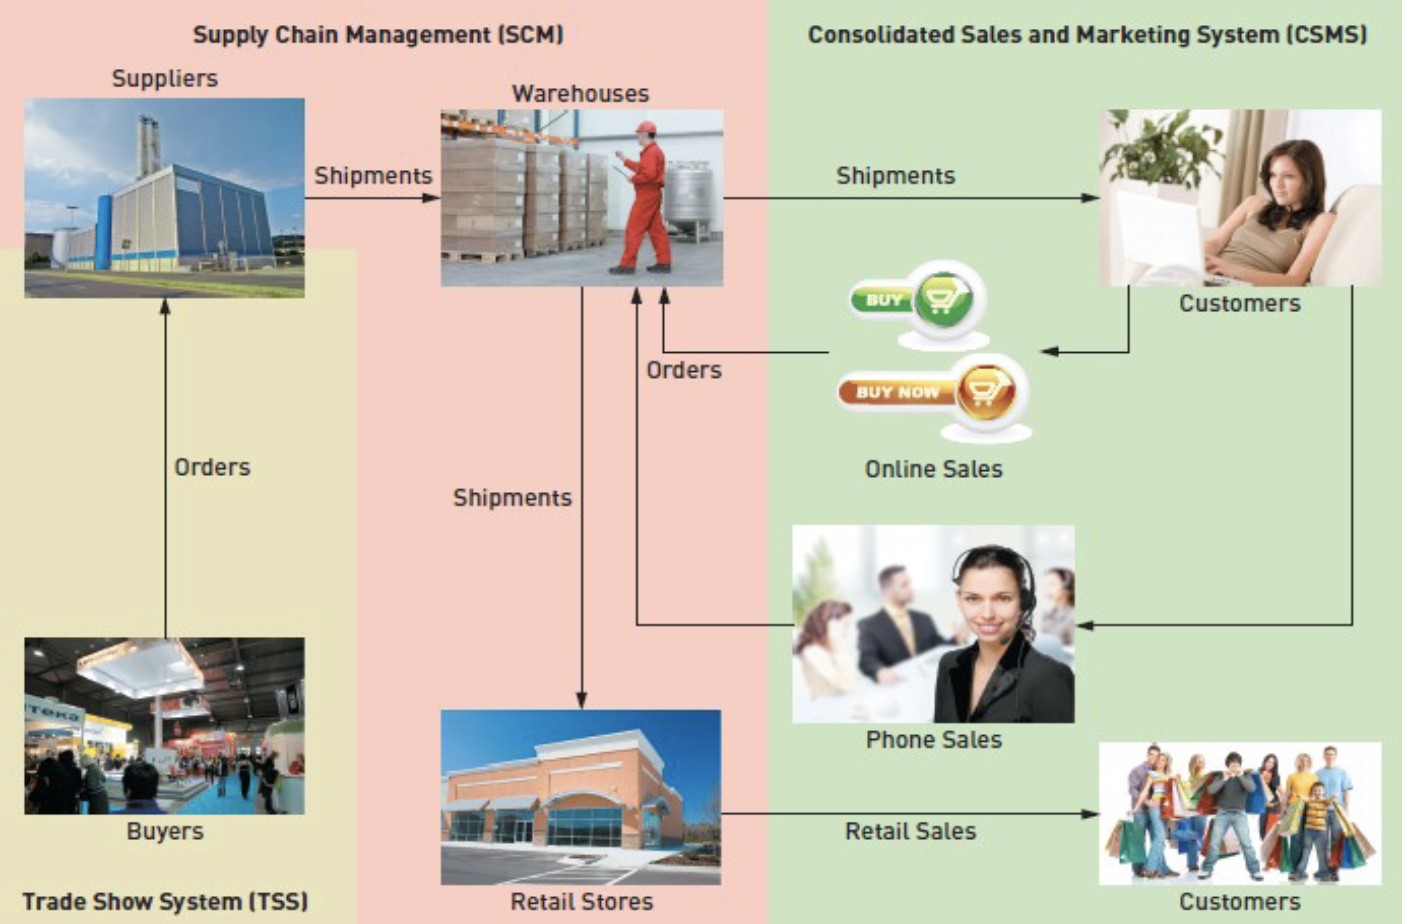 Supply Chain Management (SCM)
Consolidated Sales and Marketing System (CSMS)
Suppliers
Warehouses
Shipments
Shipments
Customers
BUY
Orders
BUY NOW
Online Sales
Orders
Shipments
Phone Sales
Retail Sales
Buyers
Trade Show System (TSS)
Retail Stores
Customers